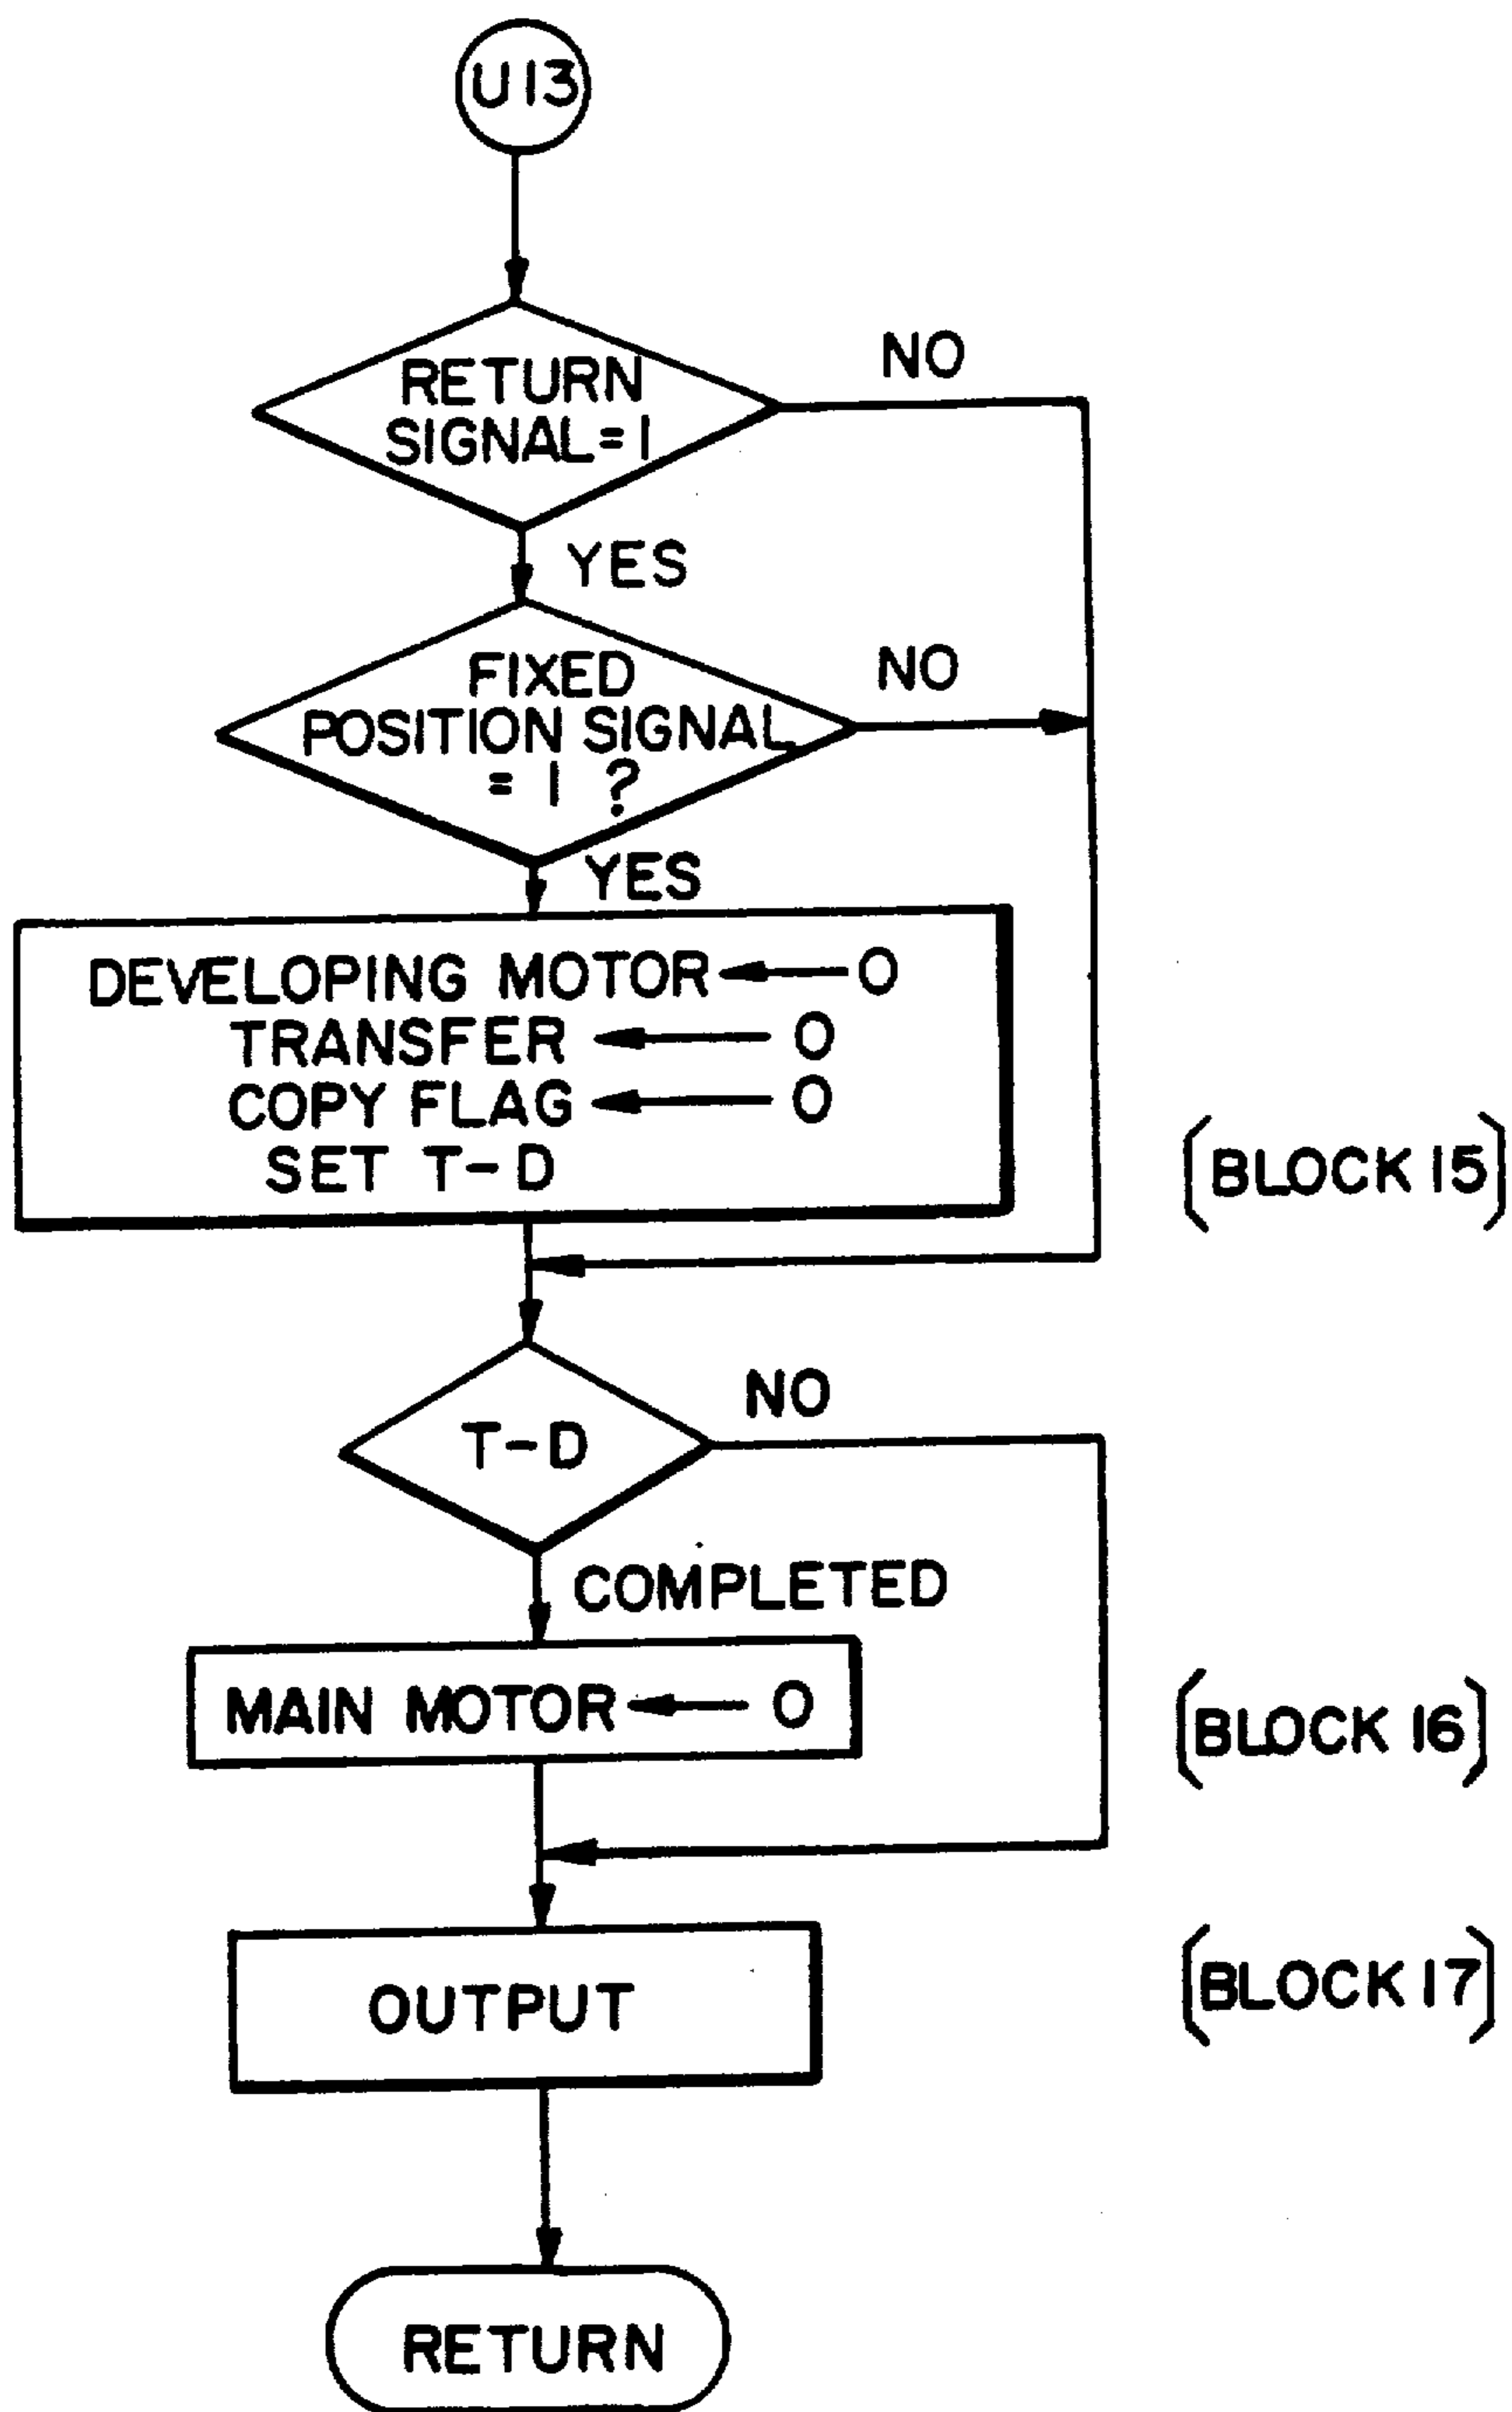 U13
RETURN
SIGNAL=1
NO
YES
FIXED
POSITION SIGNAL
= 1 ?
NO
YES
DEVELOPING MOTOR ← 0
TRANSFER ← 0
COPY FLAG ← 0
SET T-D
(BLOCK 15)
T-D
NO
COMPLETED
MAIN MOTOR ← 0
(BLOCK 16)
OUTPUT
(BLOCK 17)
RETURN